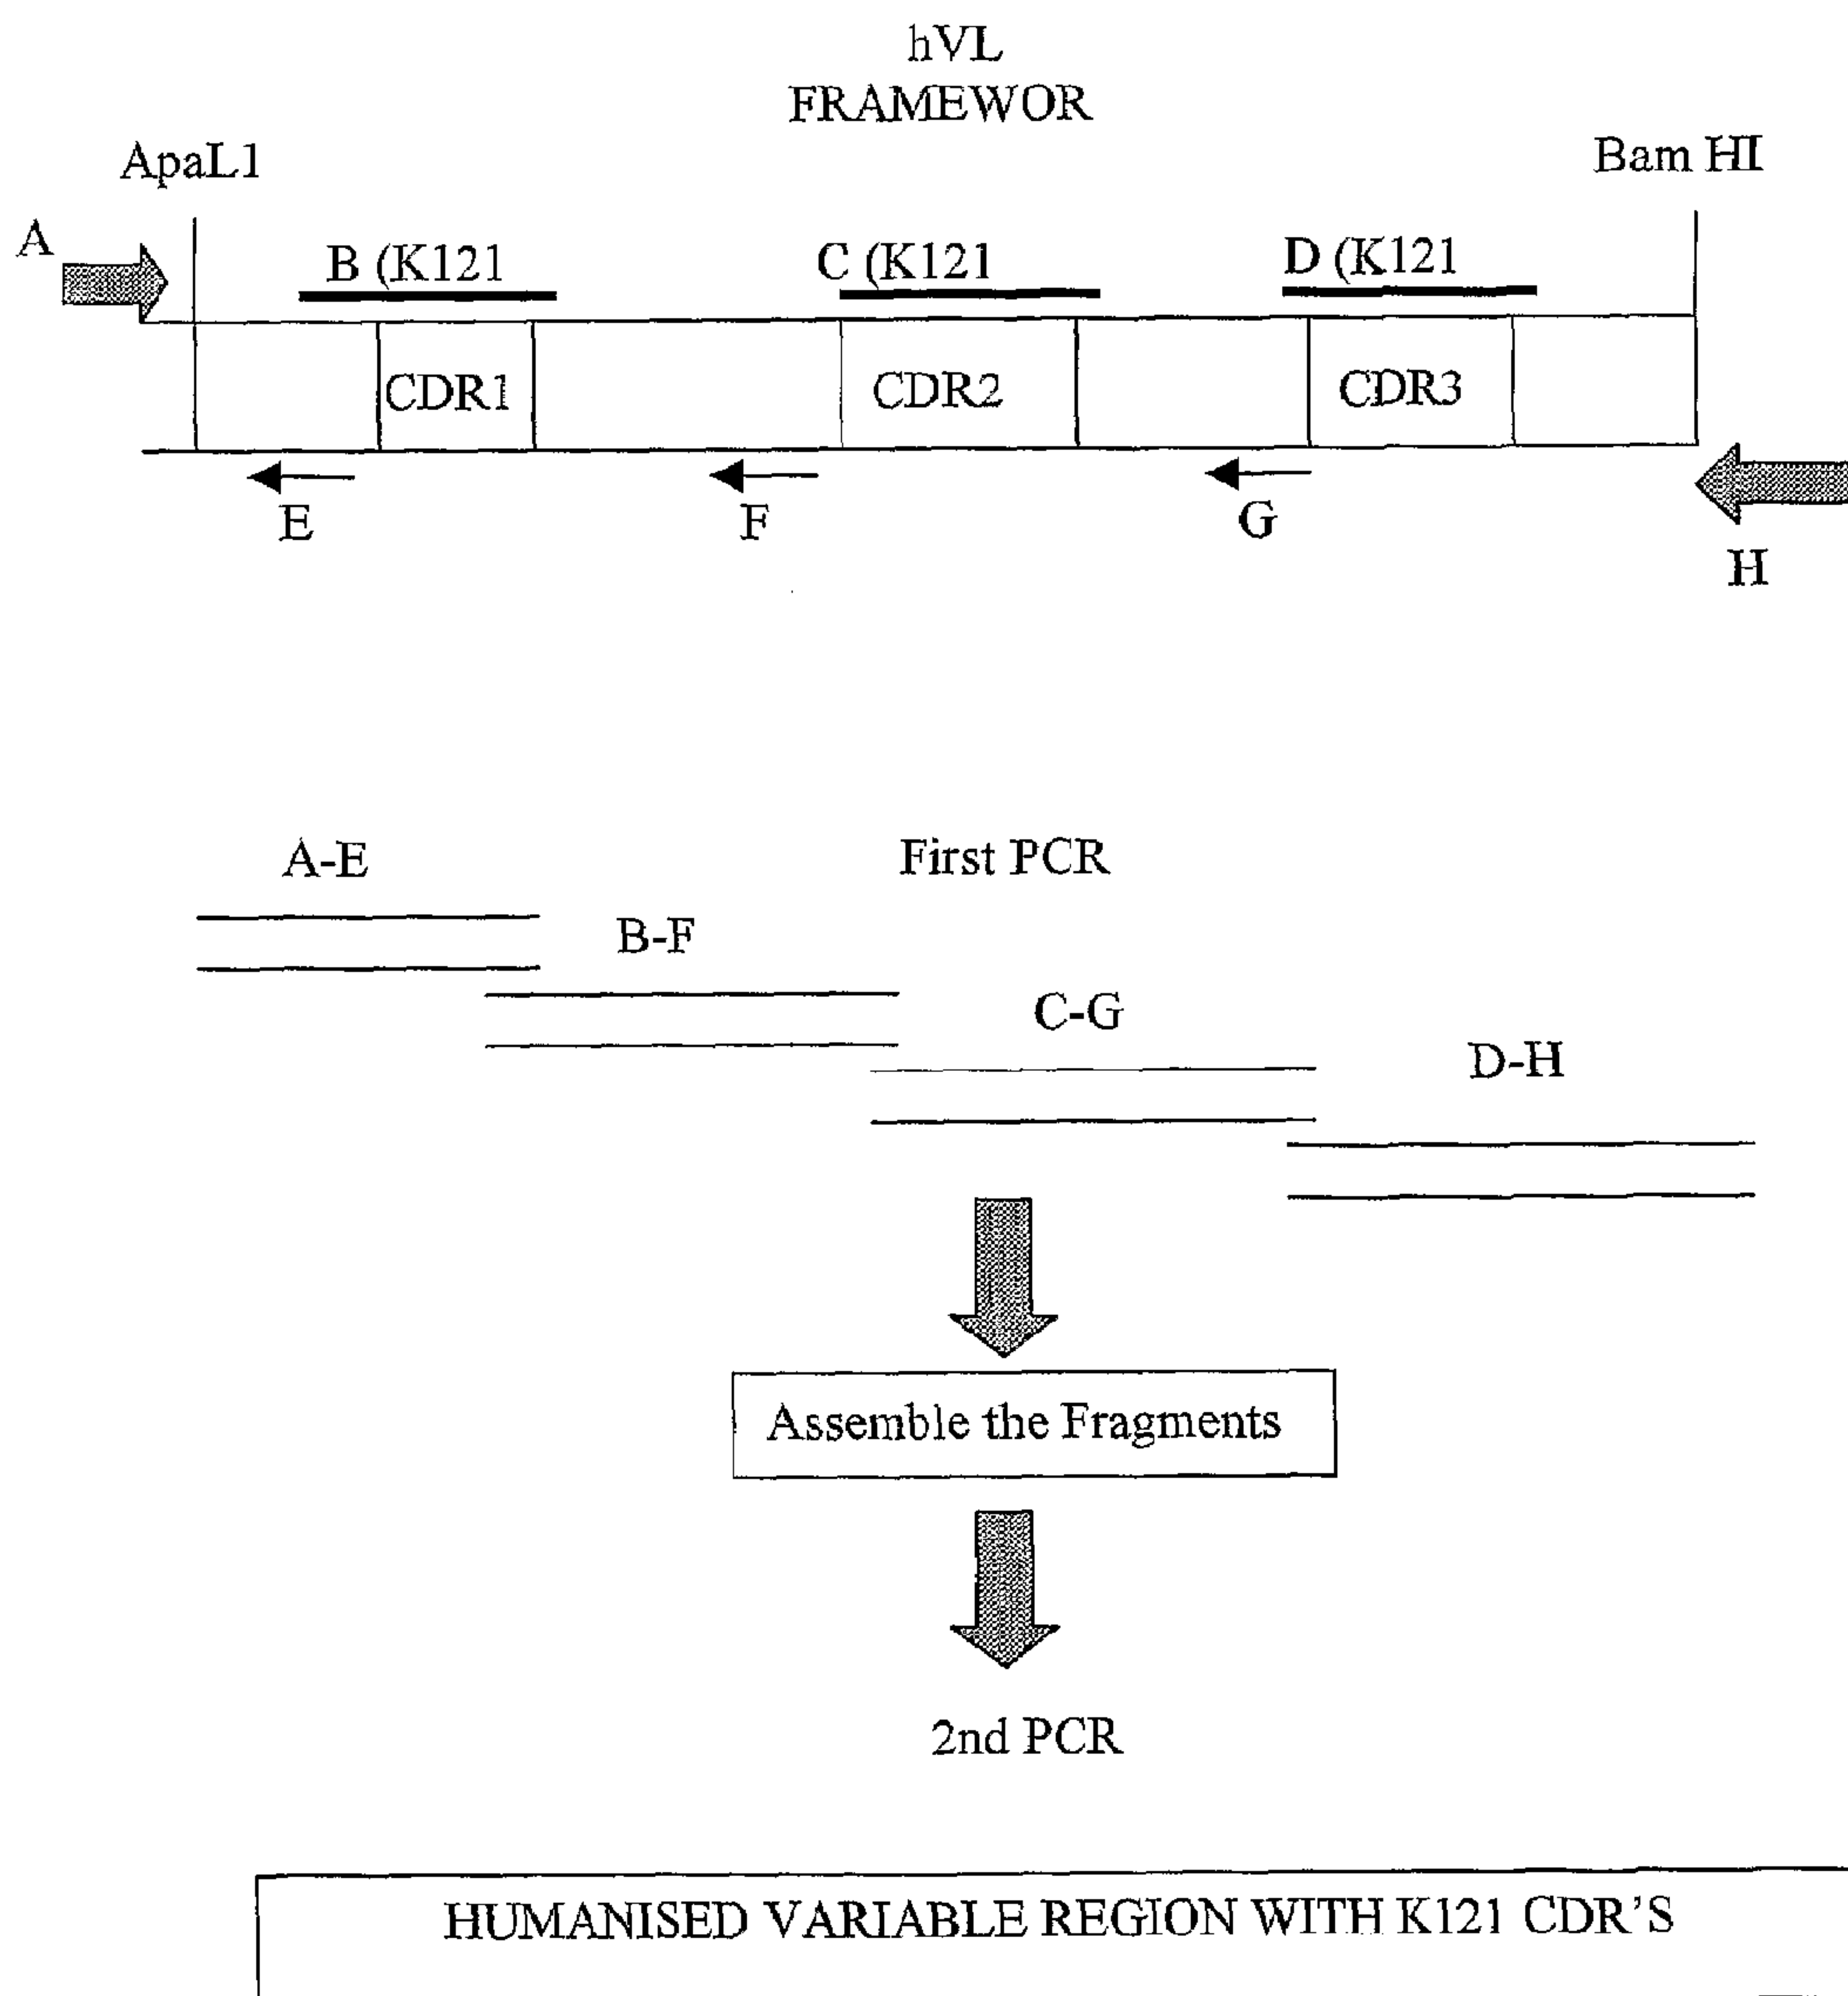 hVL
FRAMEWOR
ApaL1
Bam HI
A
B (K121
C (K121
D (K121
CDR1
CDR2
CDR3
E
F
G
H
A-E
First PCR
B-F
C-G
D-H
Assemble the Fragments
2nd PCR
HUMANISED VARIABLE REGION WITH K121 CDR'S